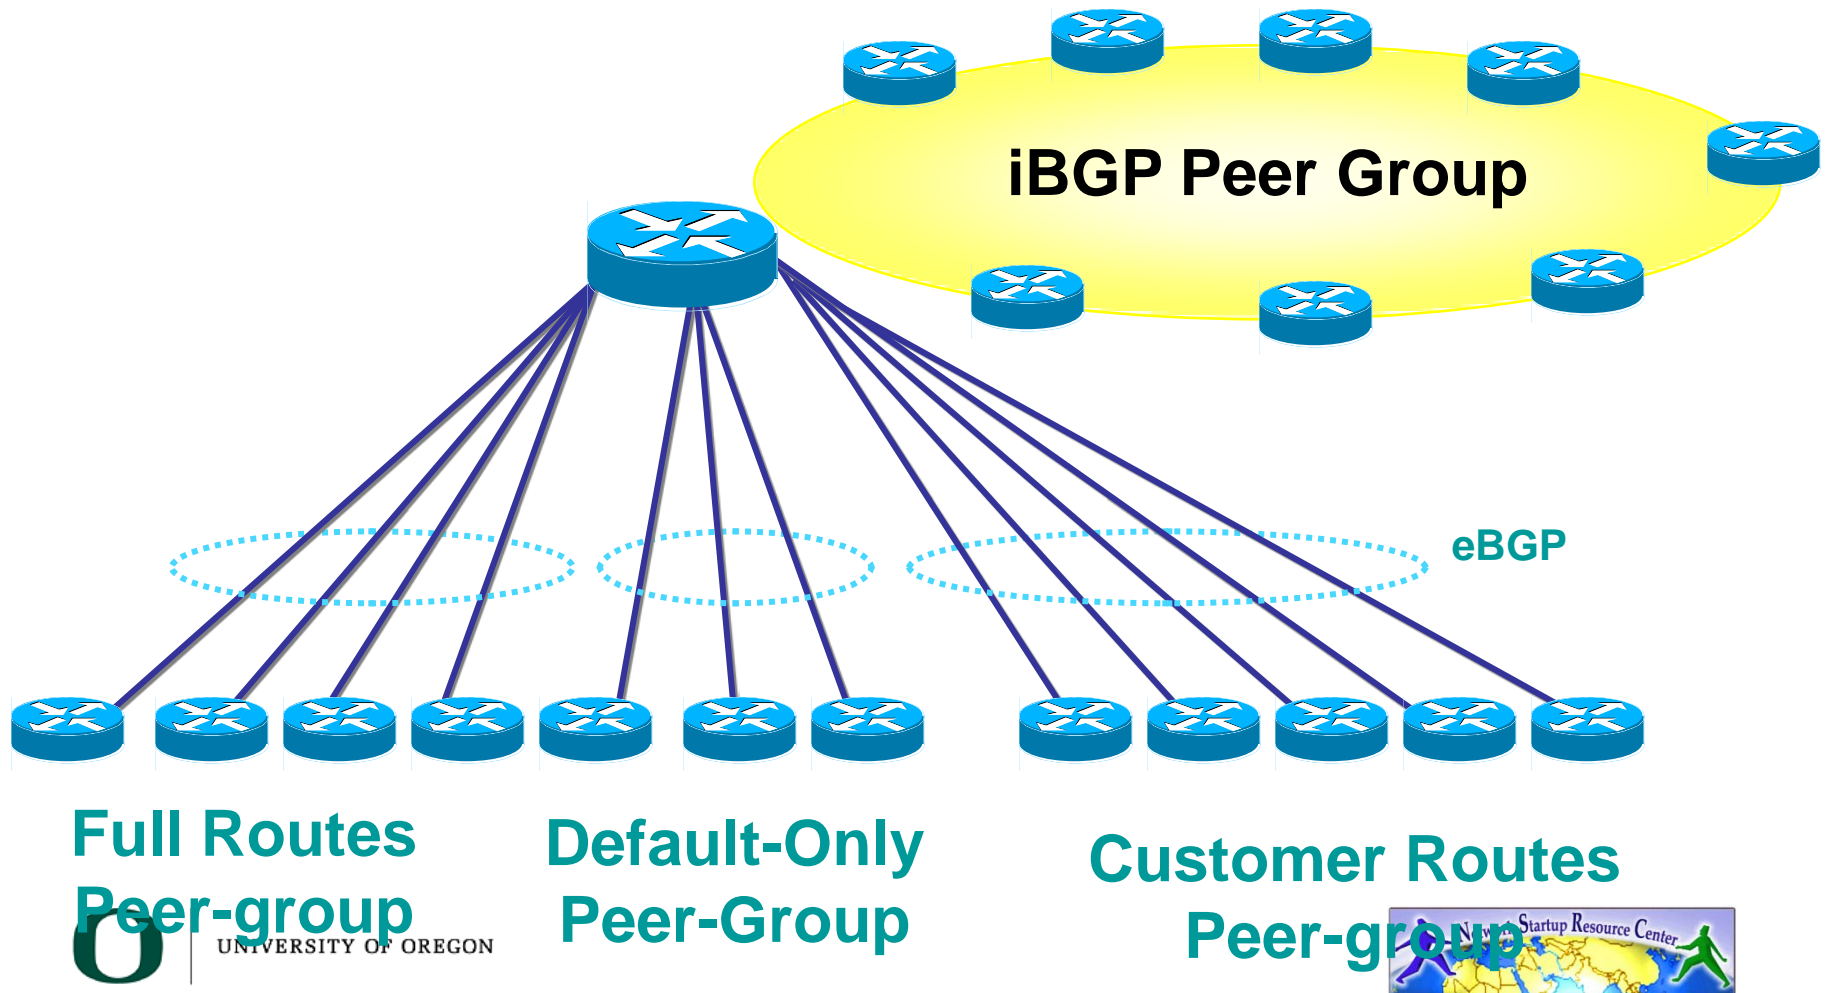 iBGP Peer Group
eBGP
Full Routes
Peer-group
Default-Only
Peer-Group
Customer Routes
Peer-group
UNIVERSITY OF OREGON
Startup Resource Center